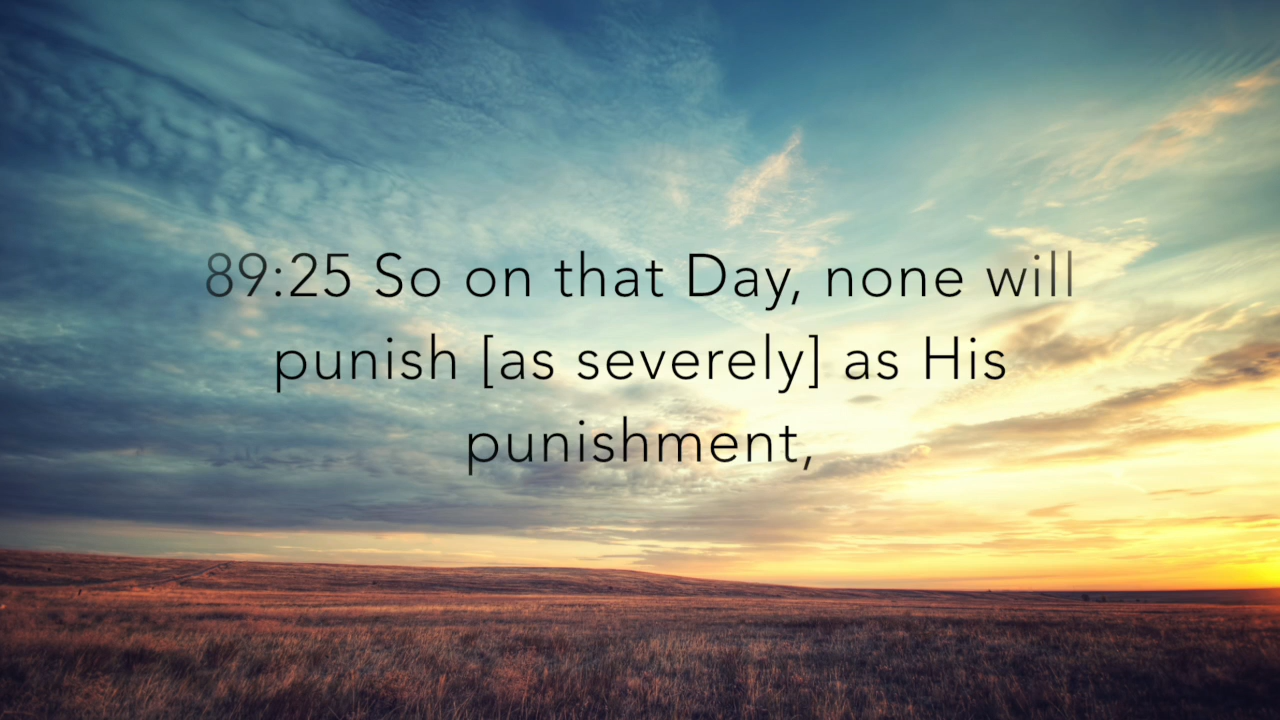 89:25 So on that Day, none will
punish [as severely] as His
punishment,